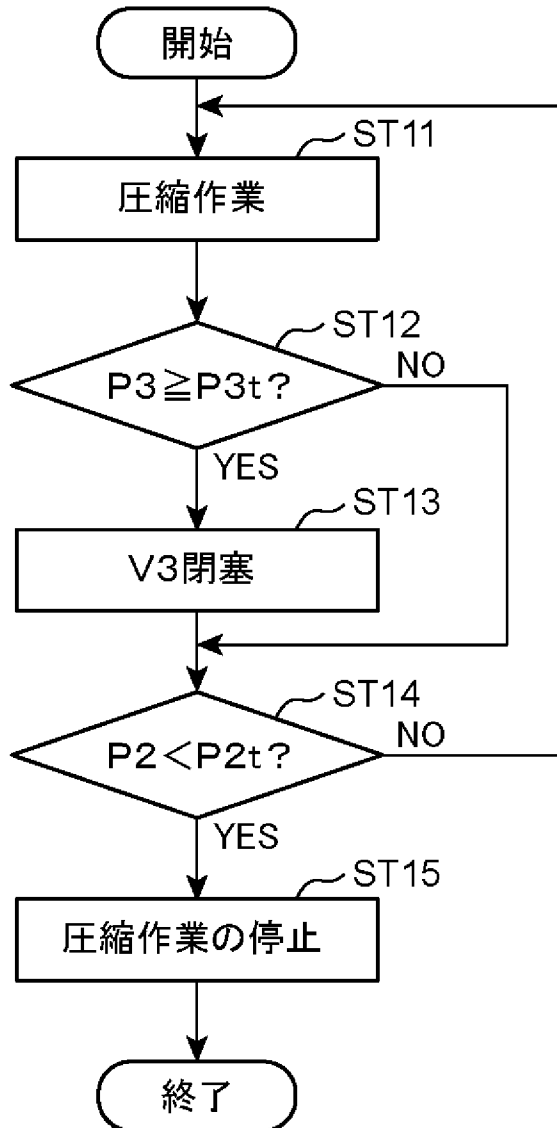 開始
ST11
圧縮作業
ST12
P3≧P3t?
NO
YES
ST13
V3閉塞
ST14
P2<P2t?
NO
YES
ST15
圧縮作業の停止
終了